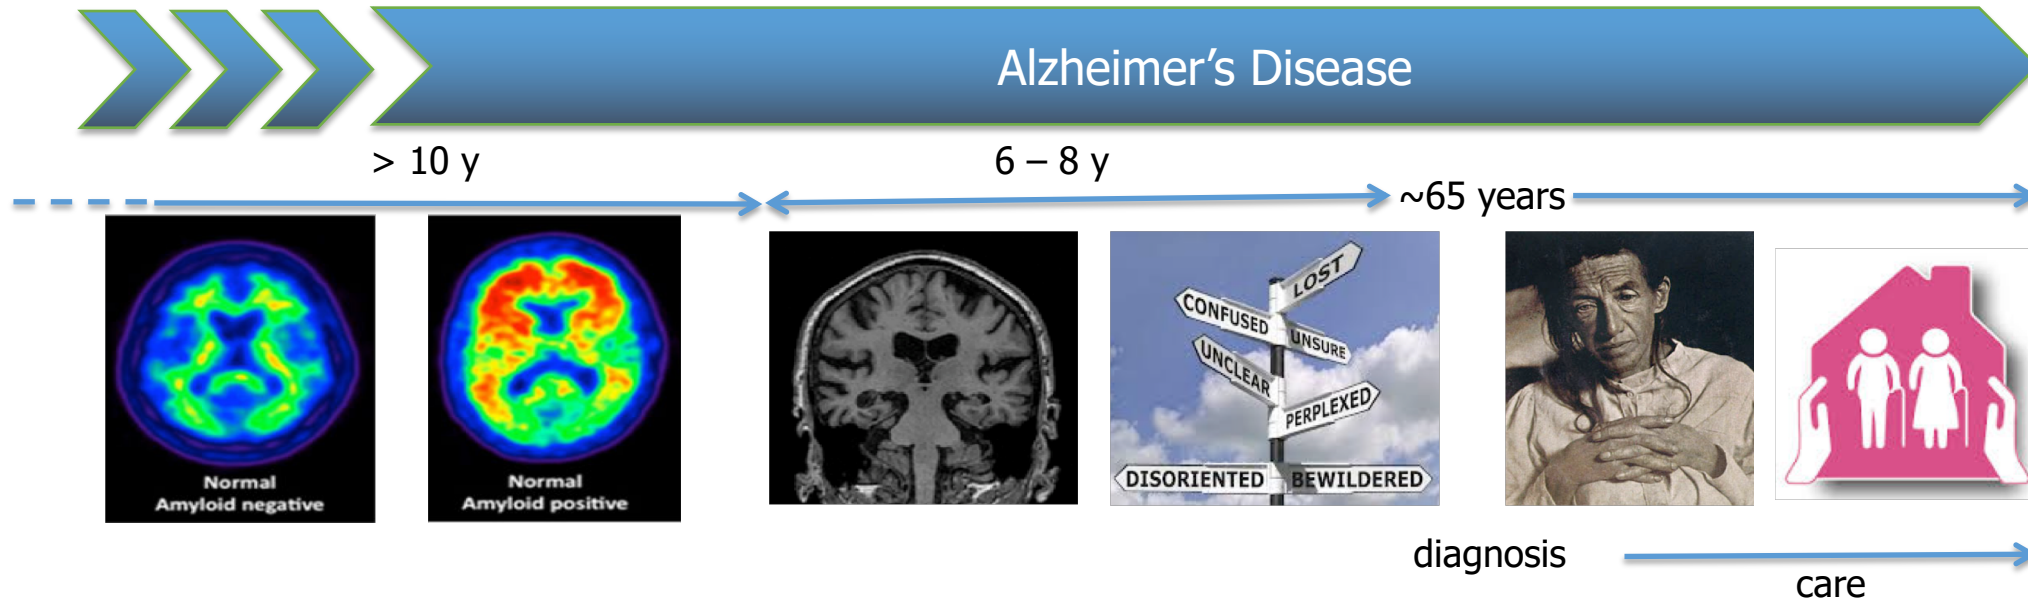 Alzheimer’s Disease
> 10 y
6 – 8 y
~65 years
Normal
Amyloid negative
Normal
Amyloid positive
LOST
CONFUSED
UNSURE
UNCLEAR
PERPLEXED
DISORIENTED
BEWILDERED
diagnosis
care